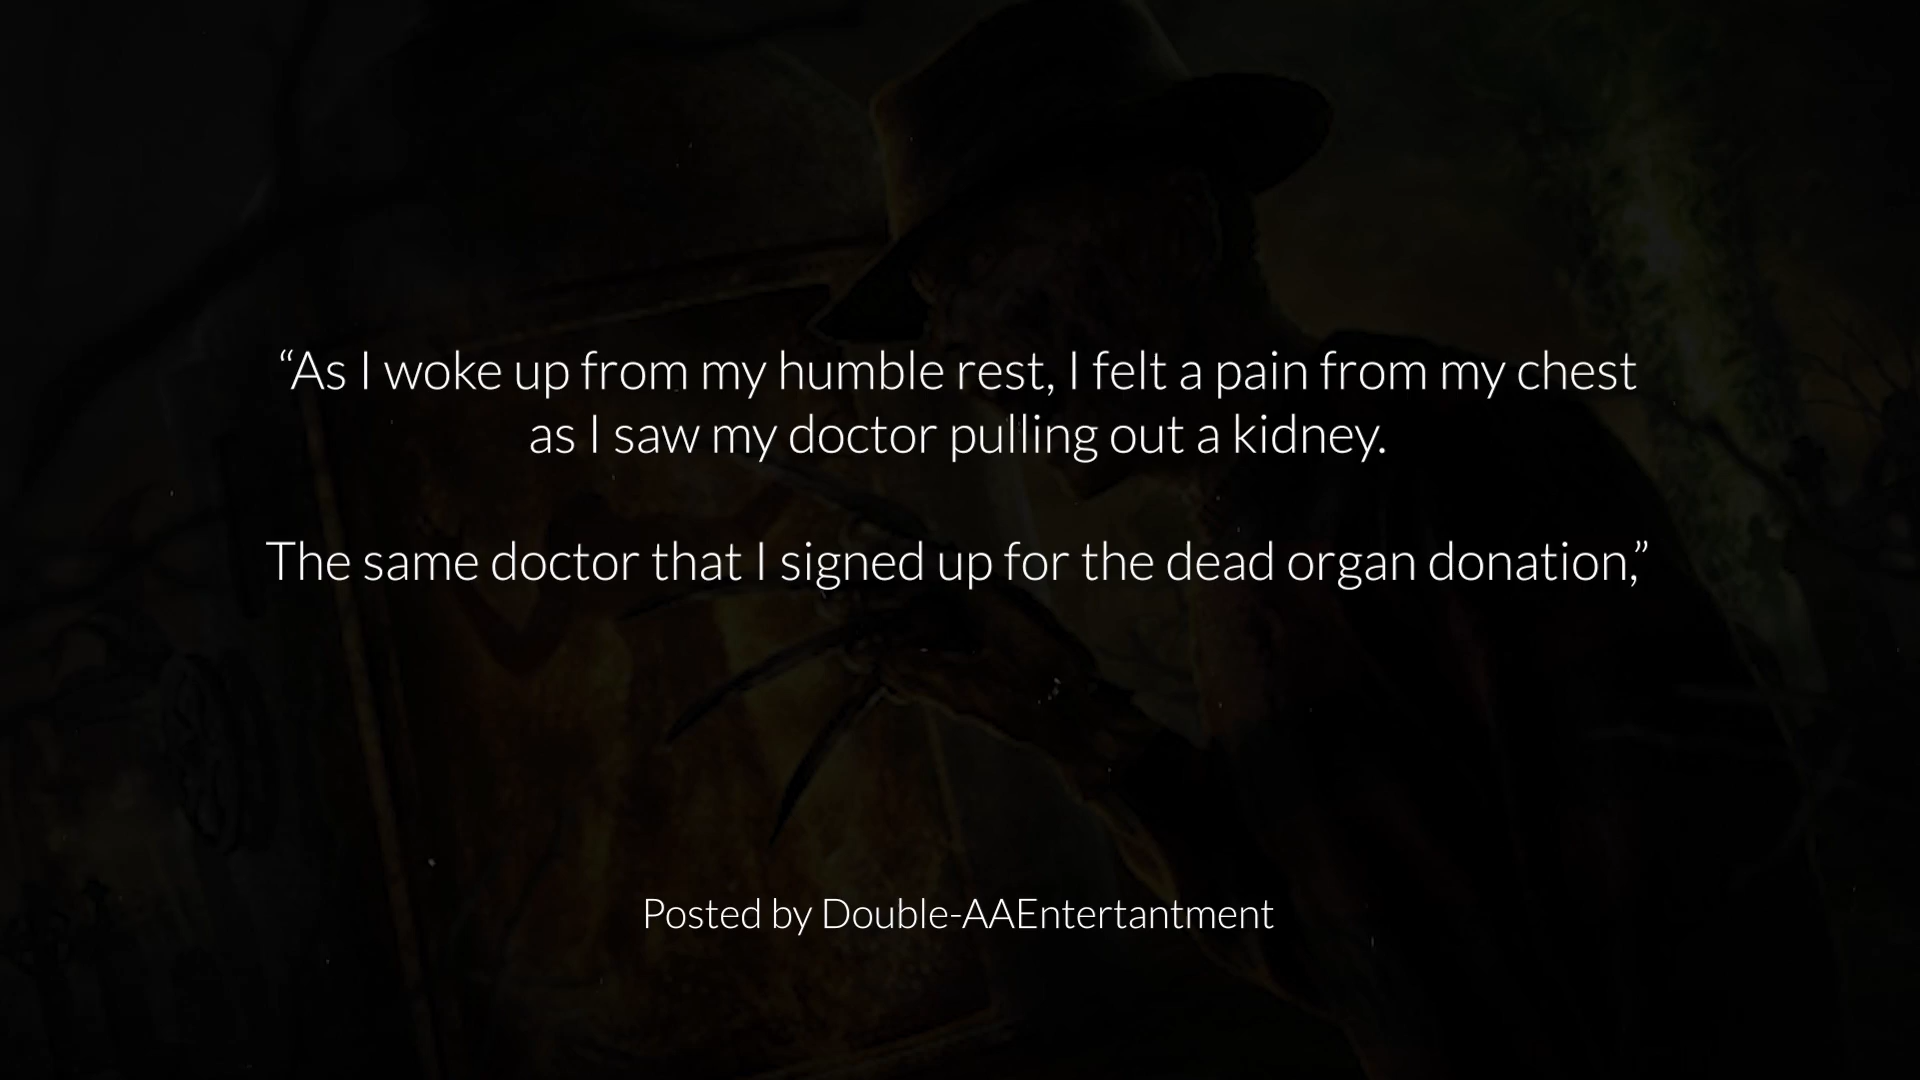 “As I woke up from my humble rest, I felt a pain from my chest
as I saw my doctor pulling out a kidney.
The same doctor that I signed up for the dead organ donation,”
Posted by Double-AAEntertantment